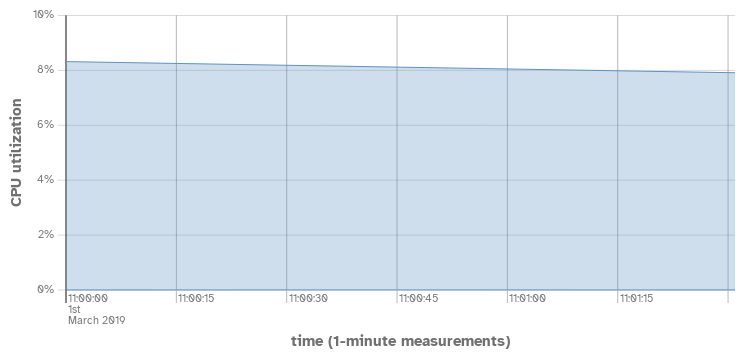 10%
8%
6%
4%
2%
0%
CPU utilization
11:00:00 11:00:15 11:00:30 11:00:45 11:01:00 11:01:15
1st
March 2019
time (1-minute measurements)